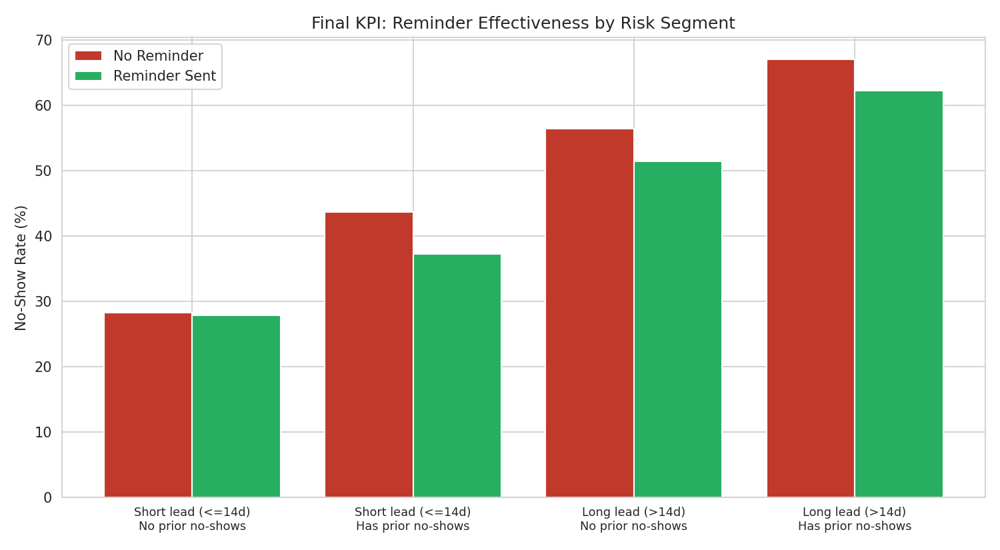 Final KPI: Reminder Effectiveness by Risk Segment
No Reminder
Reminder Sent
No-Show Rate (%)
70
60
50
40
30
20
10
0
Short lead (<=14d)
No prior no-shows
Short lead (<=14d)
Has prior no-shows
Long lead (>14d)
No prior no-shows
Long lead (>14d)
Has prior no-shows